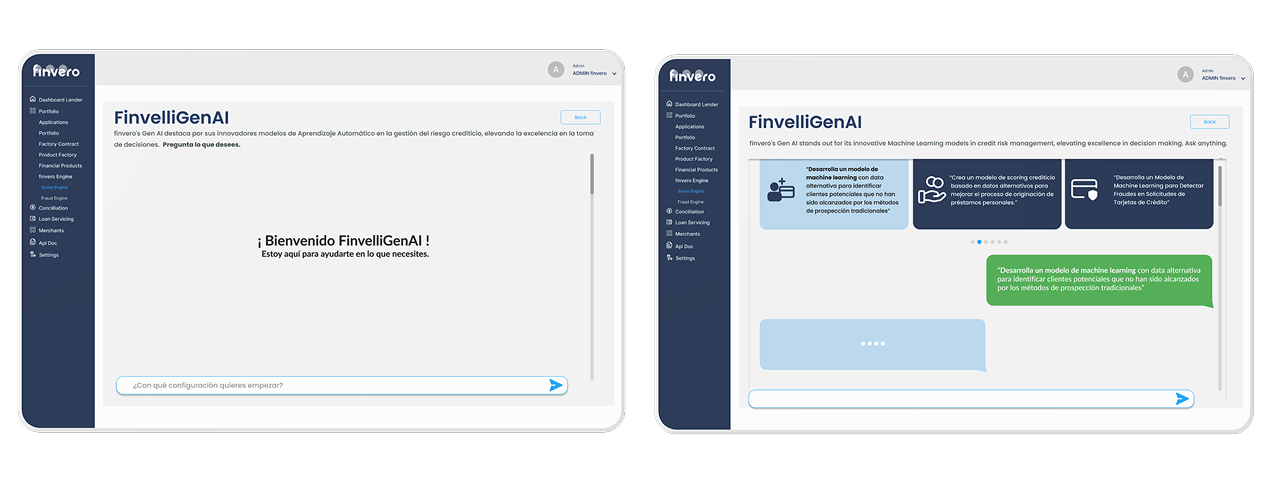 finvero
Dashboard Lender
Portfolio
Applications
Portfolio
Factory Contract
Product Factory
Financial Products
finvero Engine
Score Engine
Fraud Engine
Conciliation
Loan Servicing
Merchants
Api Doc
Settings
A
Admin
ADMIN finvero
FinvelliGenAI
Back
finvero's Gen AI destaca por sus innovadores modelos de Aprendizaje Automático en la gestión del riesgo crediticio, elevando la excelencia en la toma
de decisiones. Pregunta lo que desees.
¡ Bienvenido FinvelliGenAI !
Estoy aquí para ayudarte en lo que necesites.
¿Con qué configuración quieres empezar?
finvero
Dashboard Lender
Portfolio
Applications
Portfolio
Factory Contract
Product Factory
Financial Products
finvero Engine
Score Engine
Fraud Engine
Conciliation
Loan Servicing
Merchants
Api Doc
Settings
A
Admin
ADMIN finvero
FinvelliGenAI
Back
finvero's Gen AI stands out for its innovative Machine Learning models in credit risk management, elevating excellence in decision making. Ask anything.
"Desarrolla un modelo de
machine learning con data
alternativa para identificar
clientes potenciales que no han
sido alcanzados por los métodos
de prospección tradicionales"
"Crea un modelo de scoring crediticio
basado en datos alternativos para
mejorar el proceso de originación de
préstamos personales."
"Desarrolla un Modelo de
Machine Learning para Detectar
Fraudes en Solicitudes de
Tarjetas de Crédito"
"Desarrolla un modelo de machine learning con data alternativa
para identificar clientes potenciales que no han sido alcanzados
por los métodos de prospección tradicionales"